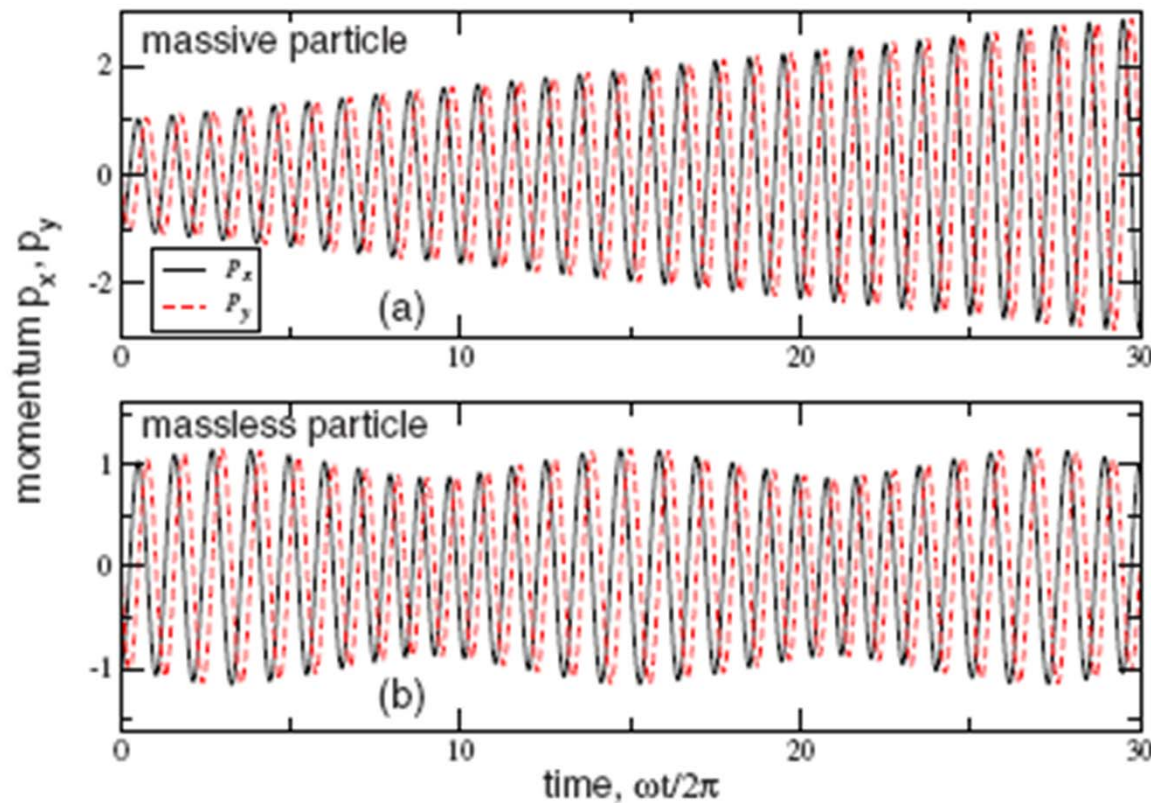 massive particle
2
0
-2
p_x
p_y
(a)
0
10
20
30
momentum p_x, p_y
massless particle
1
0
-1
(b)
0
10
20
30
time, ωt/2π